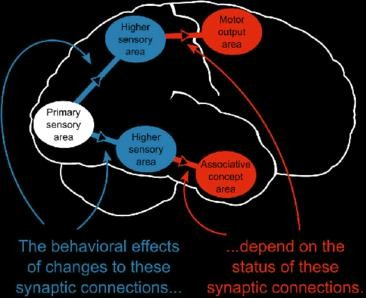 Higher
sensory
area
Motor
output
area
Primary
sensory
area
Higher
sensory
area
Associative
concept
area
The behavioral effects
of changes to these
synaptic connections...
...depend on the
status of these
synaptic connections.